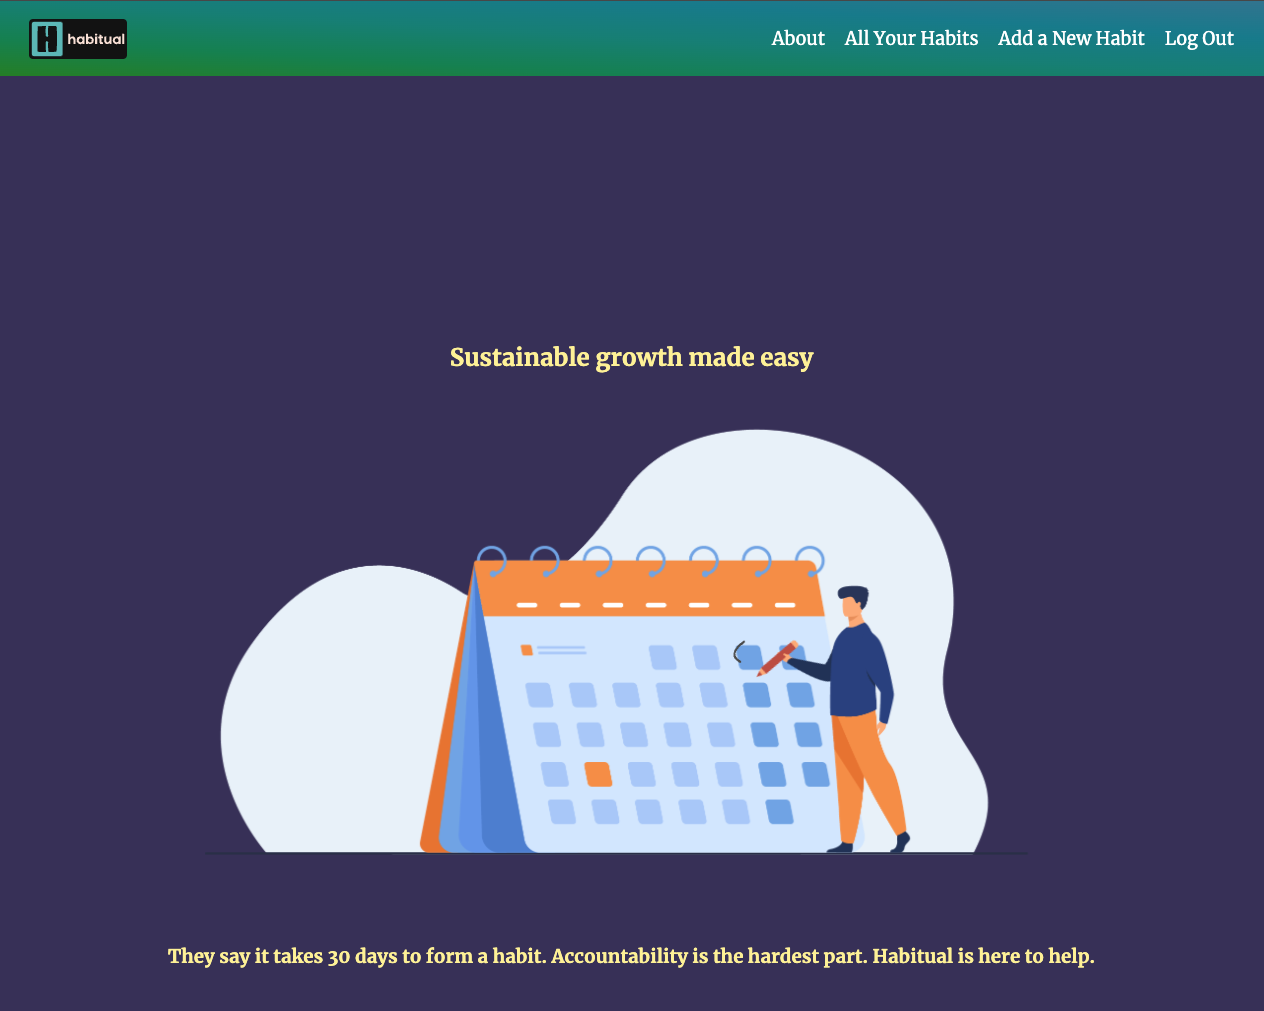 habitual
About All Your Habits Add a New Habit Log Out
Sustainable growth made easy
They say it takes 30 days to form a habit. Accountability is the hardest part. Habitual is here to help.